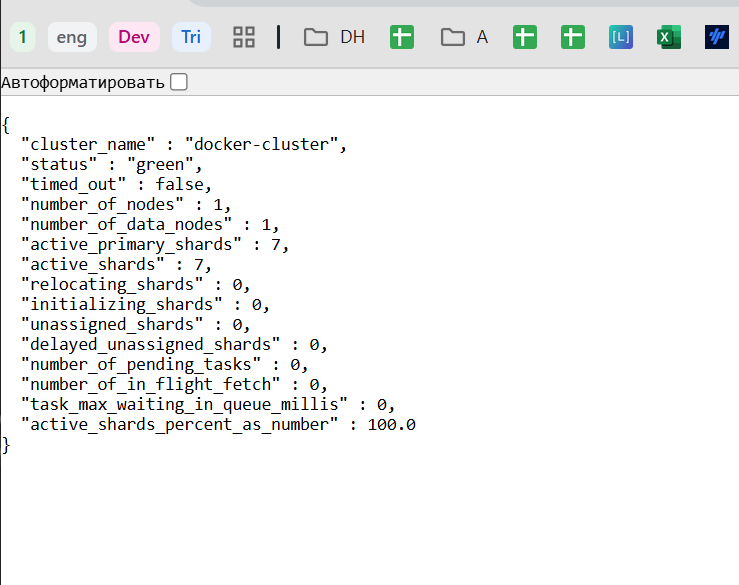 1 eng Dev Tri DH A [L] X
Автоформатировать
{
"cluster_name" : "docker-cluster",
"status" : "green",
"timed_out" : false,
"number_of_nodes" : 1,
"number_of_data_nodes" : 1,
"active_primary_shards" : 7,
"active_shards" : 7,
"relocating_shards" : 0,
"initializing_shards" : 0,
"unassigned_shards" : 0,
"delayed_unassigned_shards" : 0,
"number_of_pending_tasks" : 0,
"number_of_in_flight_fetch" : 0,
"task_max_waiting_in_queue_millis" : 0,
"active_shards_percent_as_number" : 100.0
}